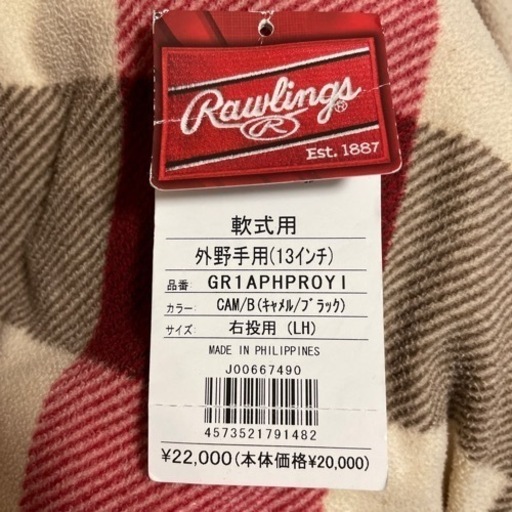 Rawlings®
R
Est. 1887
軟式用
外野手用(13インチ)
品番: GR1APHPROYI
カラー: CAM/B(ｷｬﾒﾙ/ﾌﾞﾗｯｸ)
サイズ: 右投用 (LH)
MADE IN PHILIPPINES
J00667490
4573521791482
¥22,000(本体価格¥20,000)